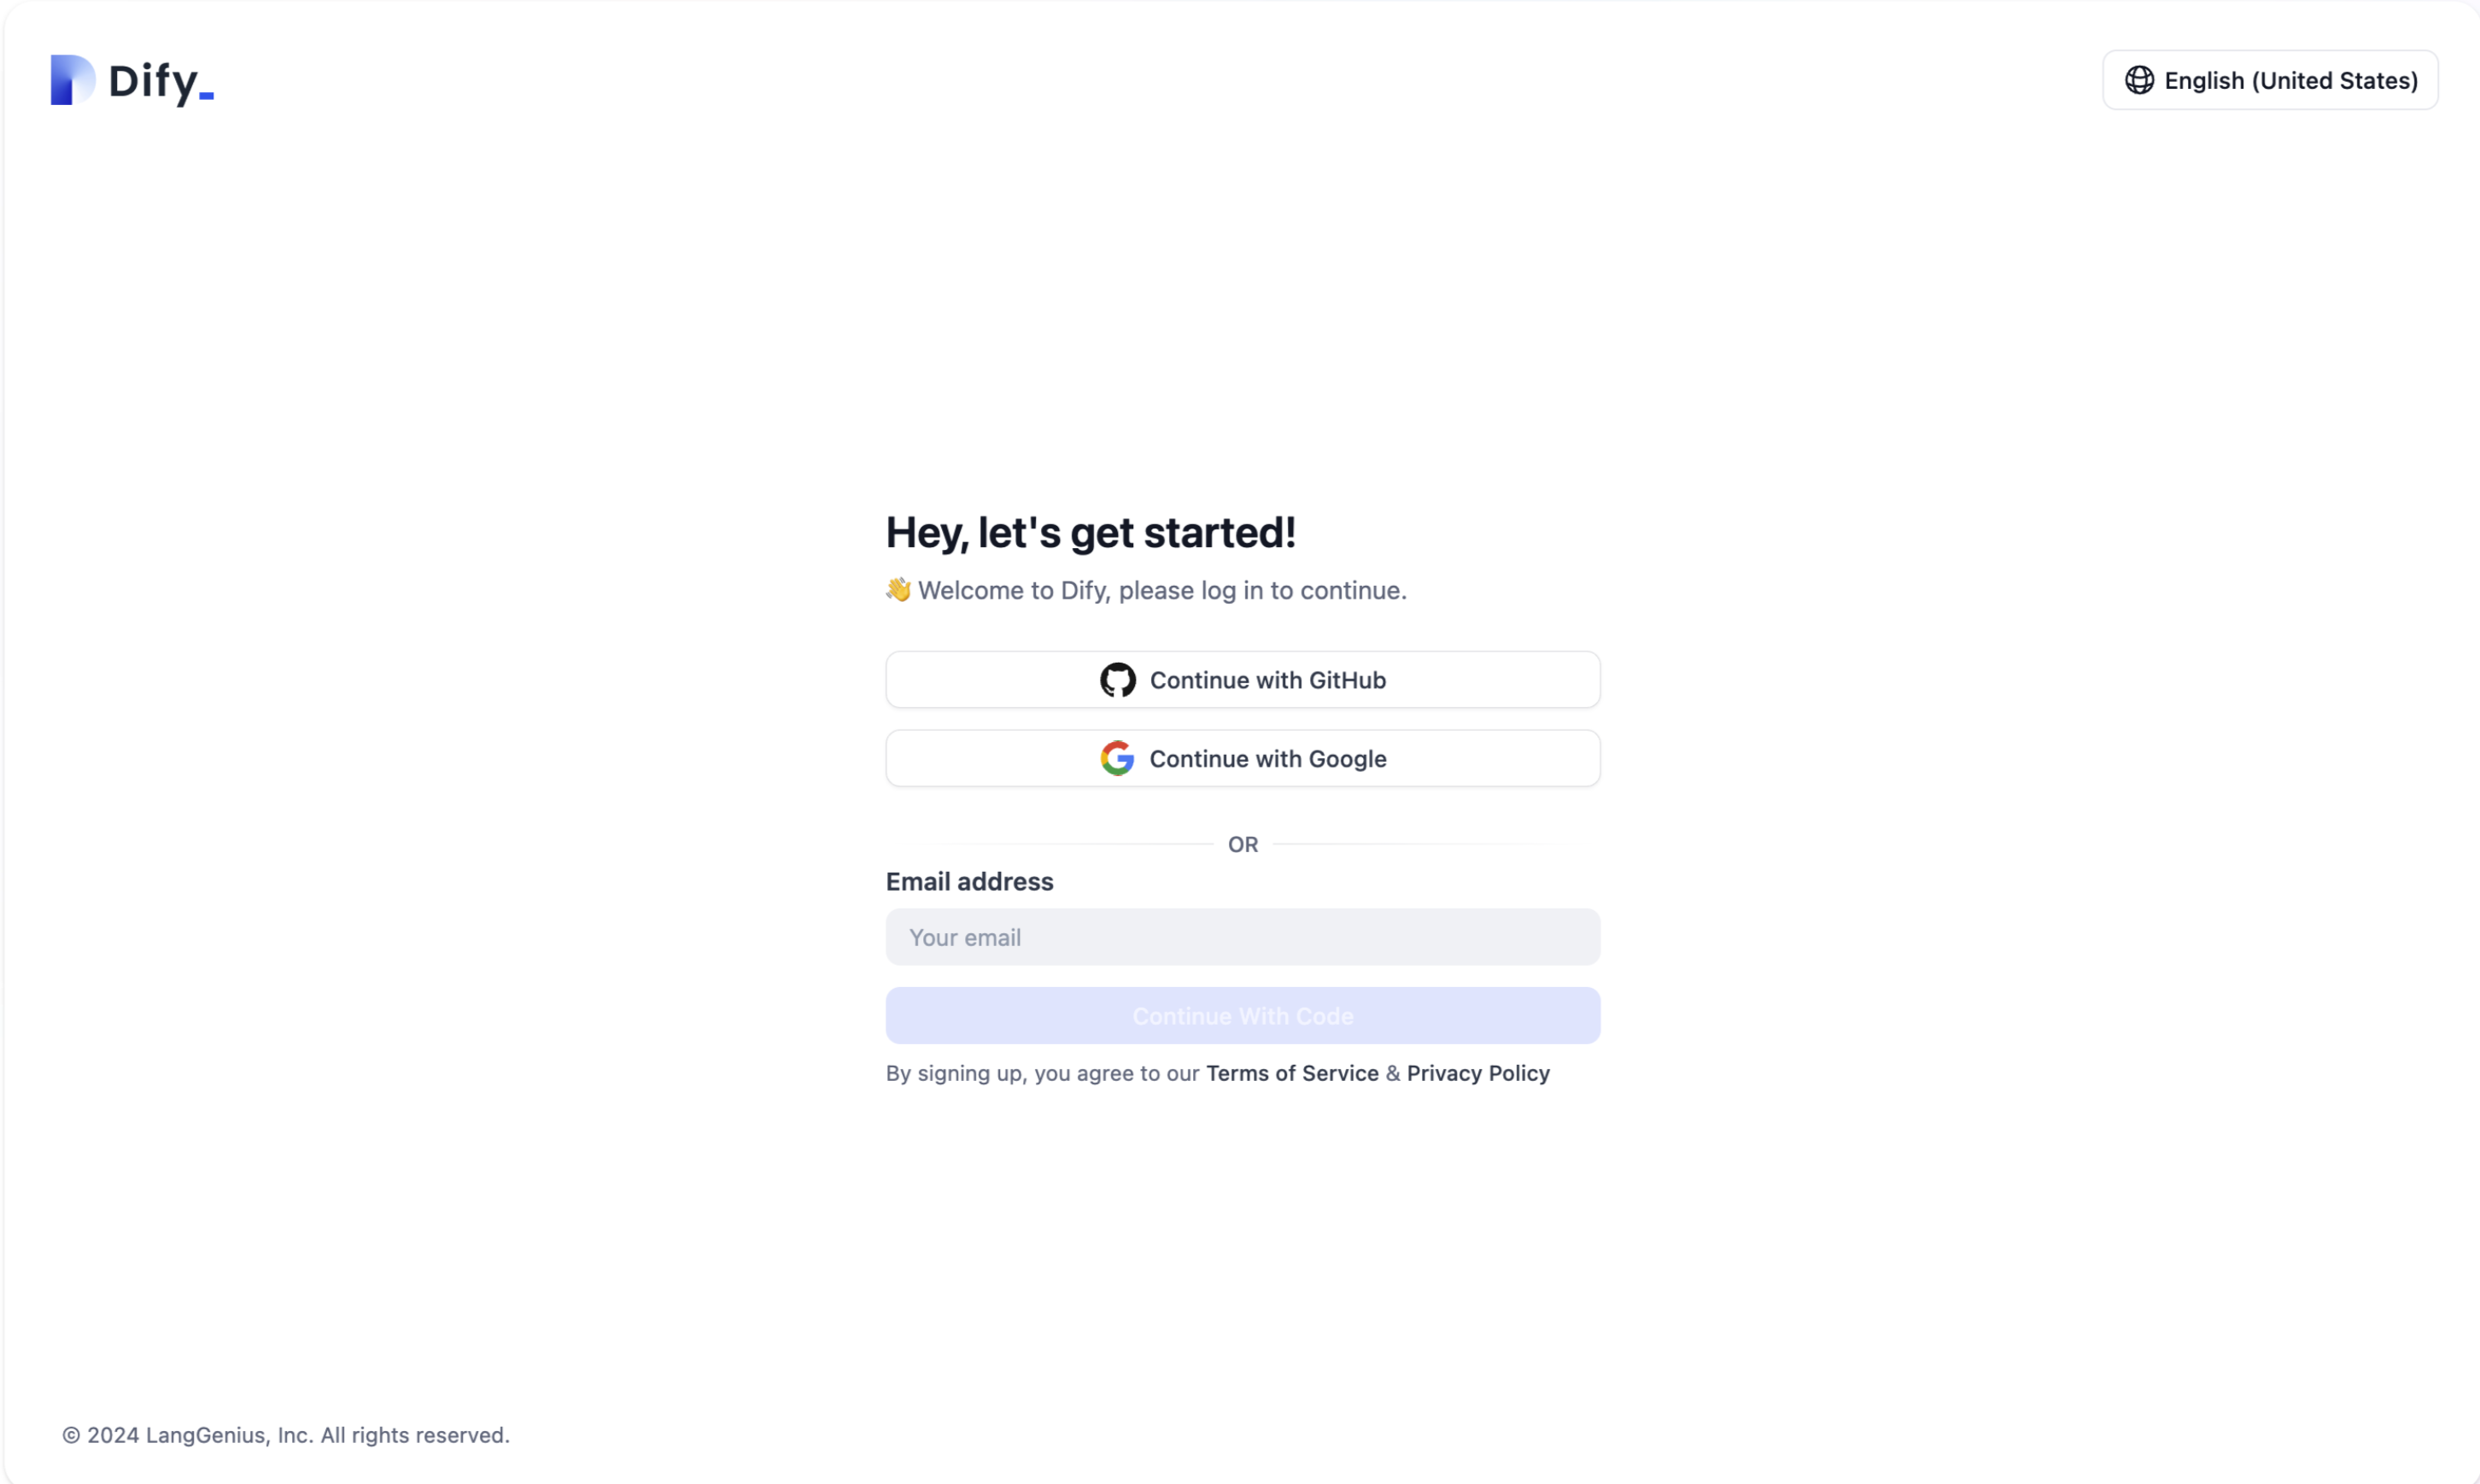 Dify_
English (United States)
Hey, let's get started!
👋 Welcome to Dify, please log in to continue.
Continue with GitHub
Continue with Google
OR
Email address
Your email
Continue With Code
By signing up, you agree to our Terms of Service & Privacy Policy
© 2024 LangGenius, Inc. All rights reserved.